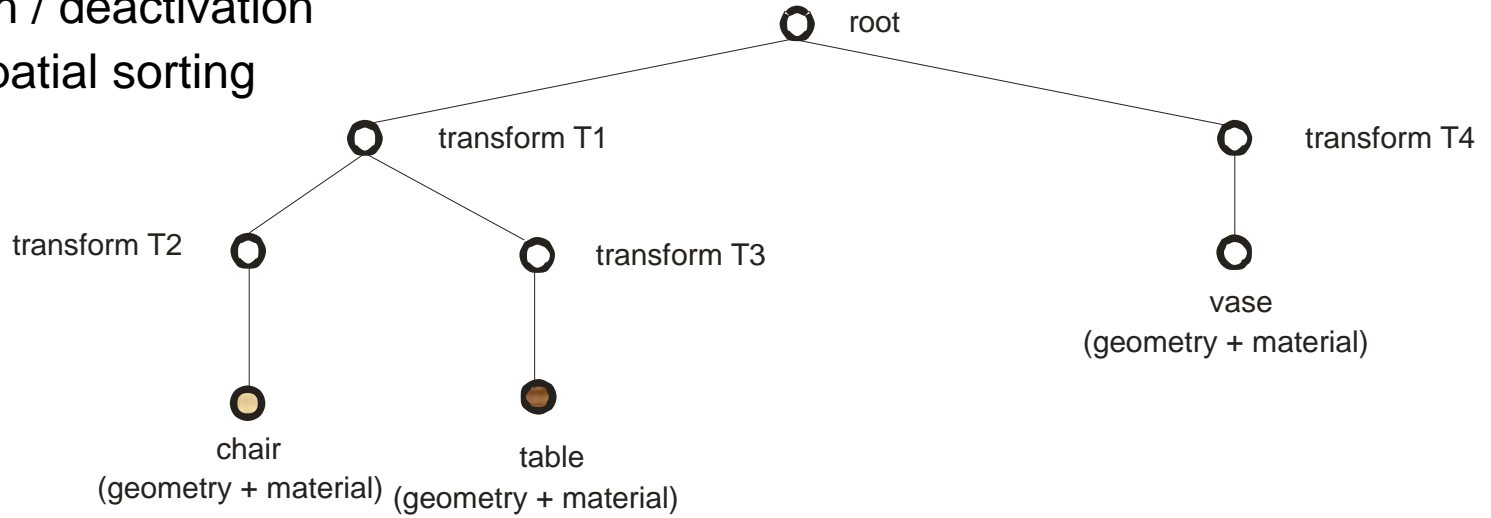 / deactivation
sorting
root
transform T1
transform T4
transform T2
transform T3
vase
(geometry + material)
chair
(geometry + material)
table
(geometry + material)